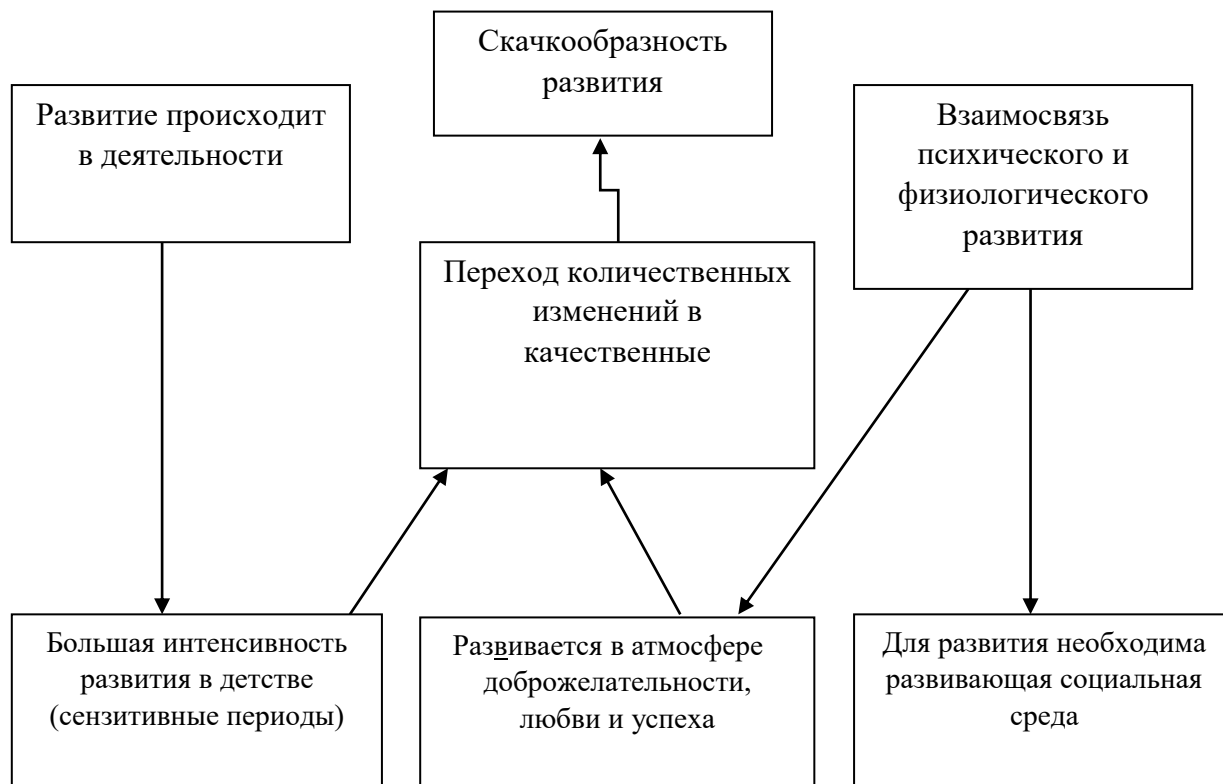 Скачкообразность
развития
Развитие происходит
в деятельности
Взаимосвязь
психического и
физиологического
развития
Переход количественных
изменений в
качественные
Большая интенсивность
развития в детстве
(сензитивные периоды)
Развивается в атмосфере
доброжелательности,
любви и успеха
Для развития необходима
развивающая социальная
среда